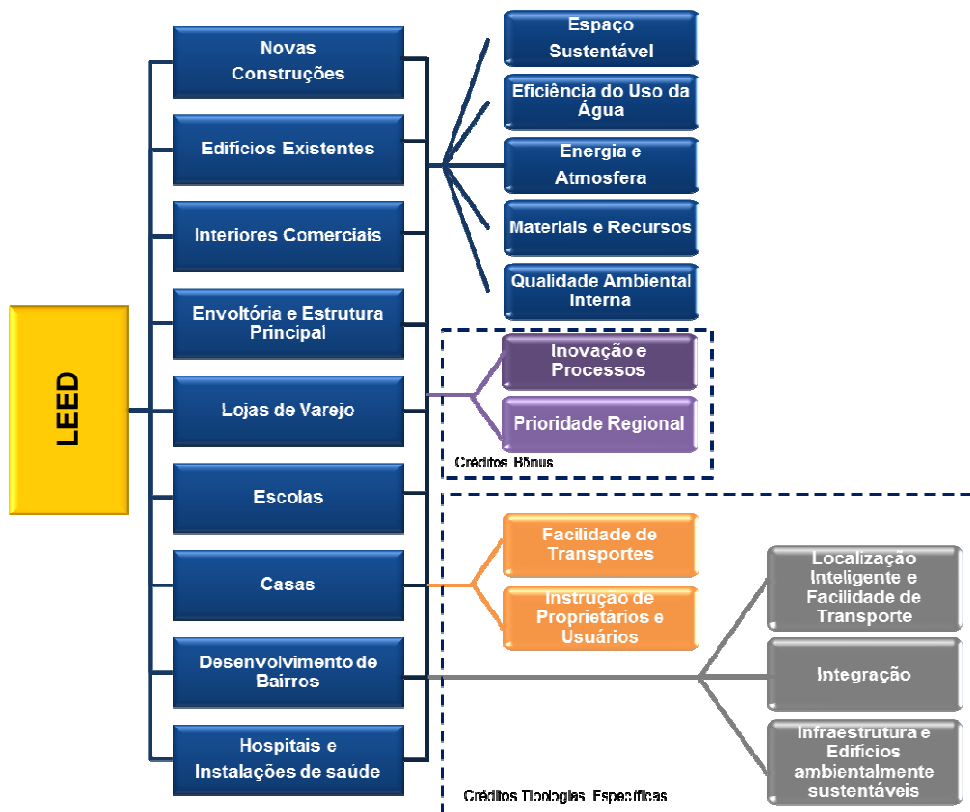 LEED
Novas
Construções
Edifícios Existentes
Interiores Comerciais
Envoltória e Estrutura
Principal
Lojas de Varejo
Escolas
Casas
Desenvolvimento de
Bairros
Hospitais e
Instalações de saúde
Espaço
Sustentável
Eficiência do Uso da
Água
Energia e
Atmosfera
Materiais e Recursos
Qualidade Ambiental
Interna
Inovação e
Processos
Prioridade Regional
Créditos Bônus
Facilidade de
Transportes
Instrução de
Proprietários e
Usuários
Localização
Inteligente e
Facilidade de
Transporte
Integração
Infraestrutura e
Edifícios
ambientalmente
sustentáveis
Créditos Tipologias Específicas